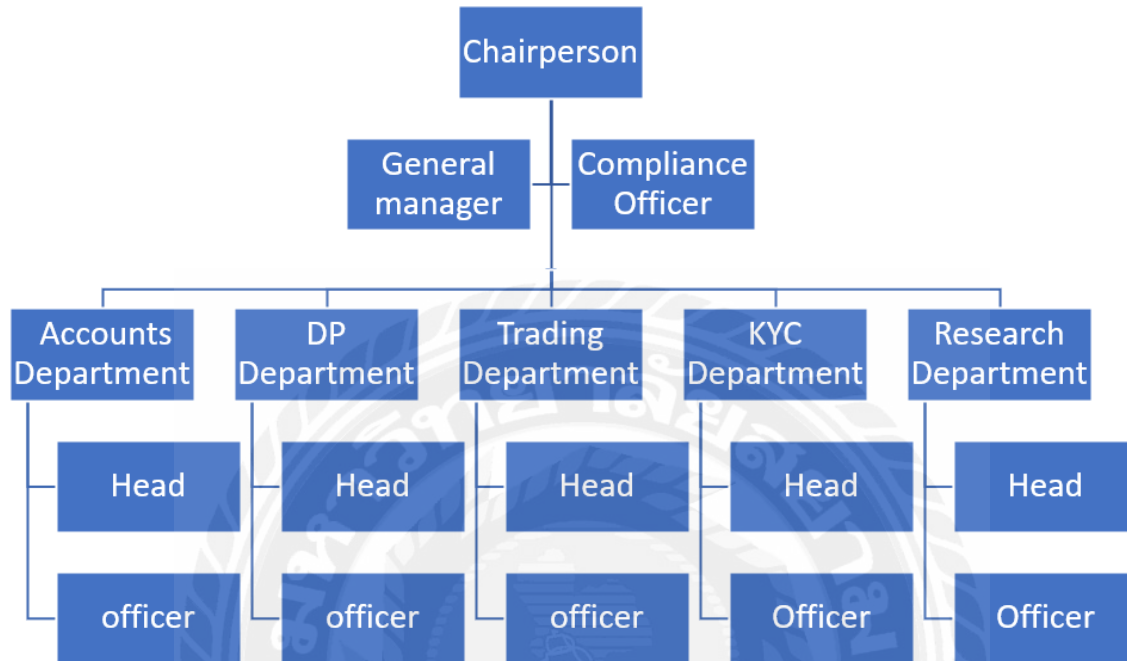 Chairperson
General
manager
Compliance
Officer
Accounts
Department
DP
Department
Trading
Department
KYC
Department
Research
Department
Head
Head
Head
Head
Head
officer
officer
officer
Officer
Officer